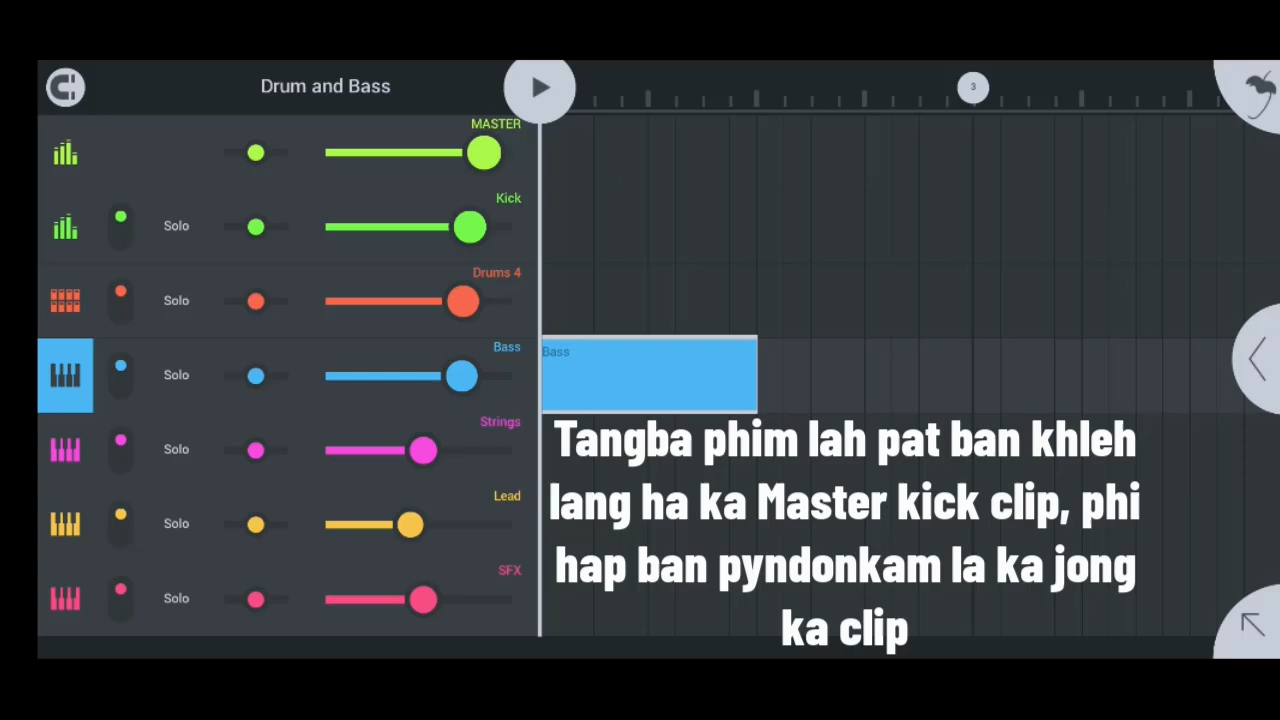 Drum and Bass
3
MASTER
Kick
Solo
Drums 4
Solo
Bass
Solo
Bass
Strings
Solo
Lead
Solo
SFX
Solo
Tangba phim lah pat ban khleh
lang ha ka Master kick clip, phi
hap ban pyndonkam la ka jong
ka clip